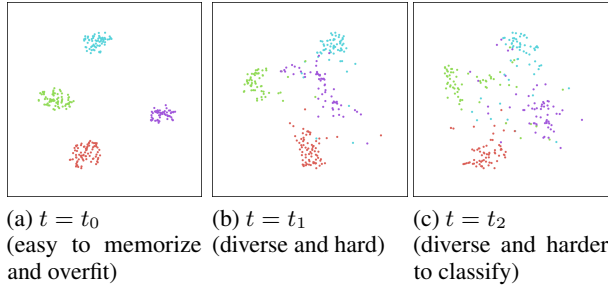 (a) t = t₀
(easy to memorize
and overfit)
(b) t = t₁
(diverse and hard)
(c) t = t₂
(diverse and harder
to classify)